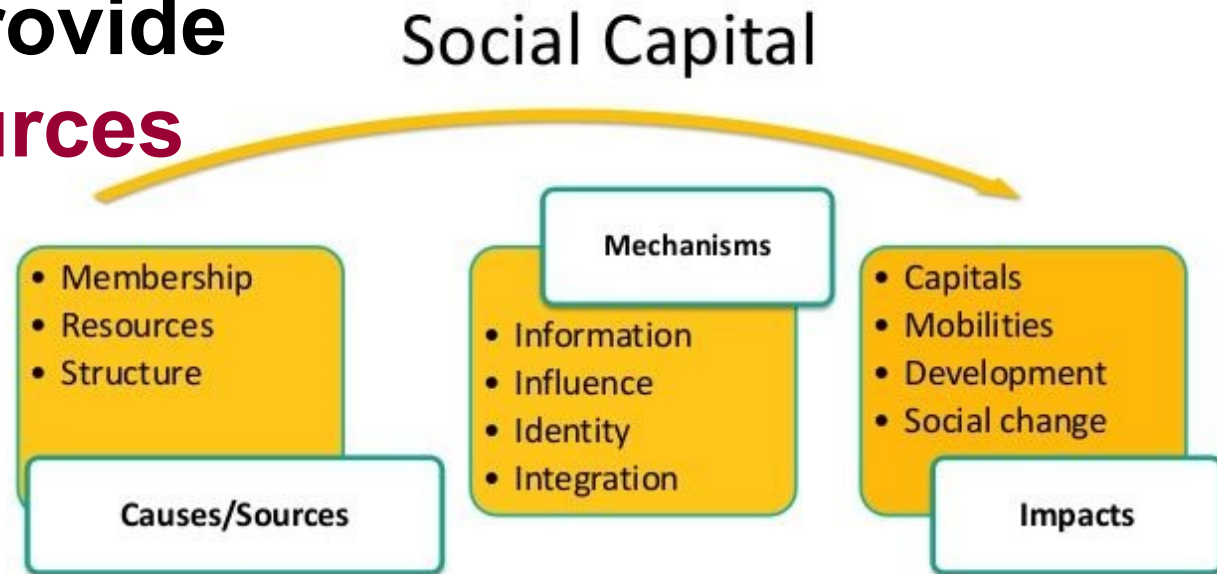 rovide
urces
Social Capital
• Membership
• Resources
• Structure
Causes/Sources
Mechanisms
• Information
• Influence
• Identity
• Integration
• Capitals
• Mobilities
• Development
• Social change
Impacts